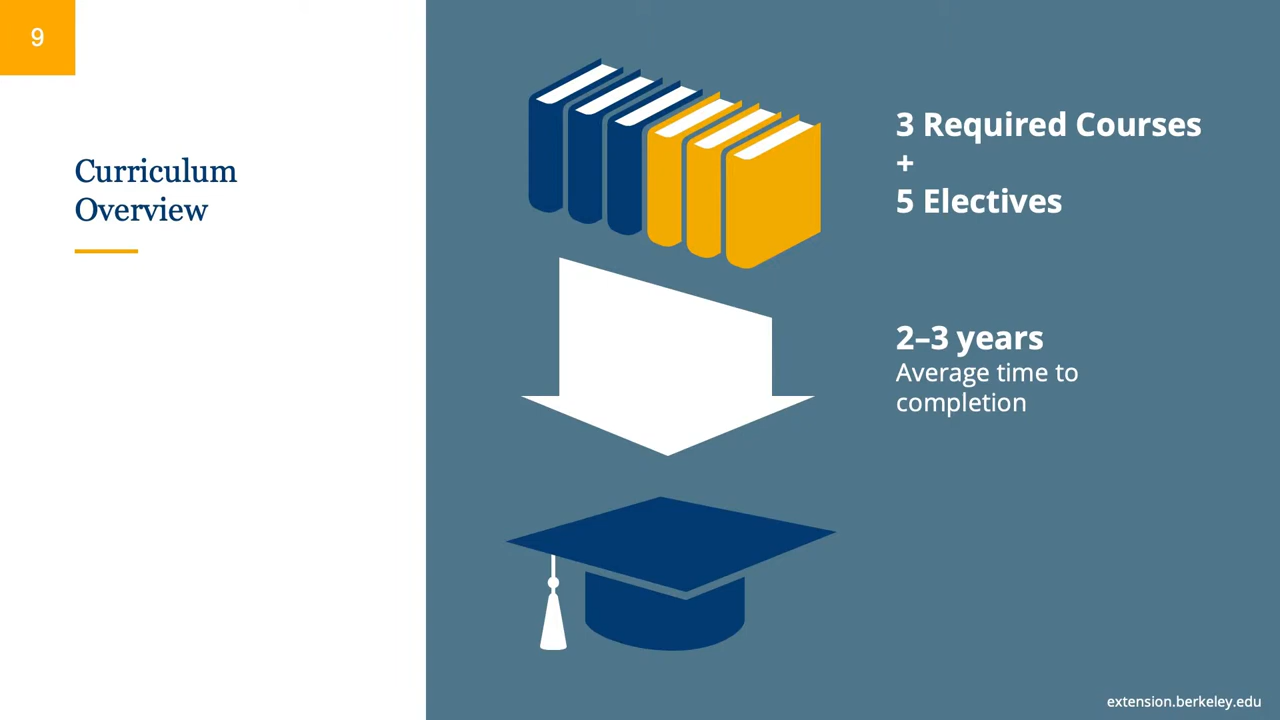 9
Curriculum
Overview
3 Required Courses
+
5 Electives
2–3 years
Average time to
completion
extension.berkeley.edu